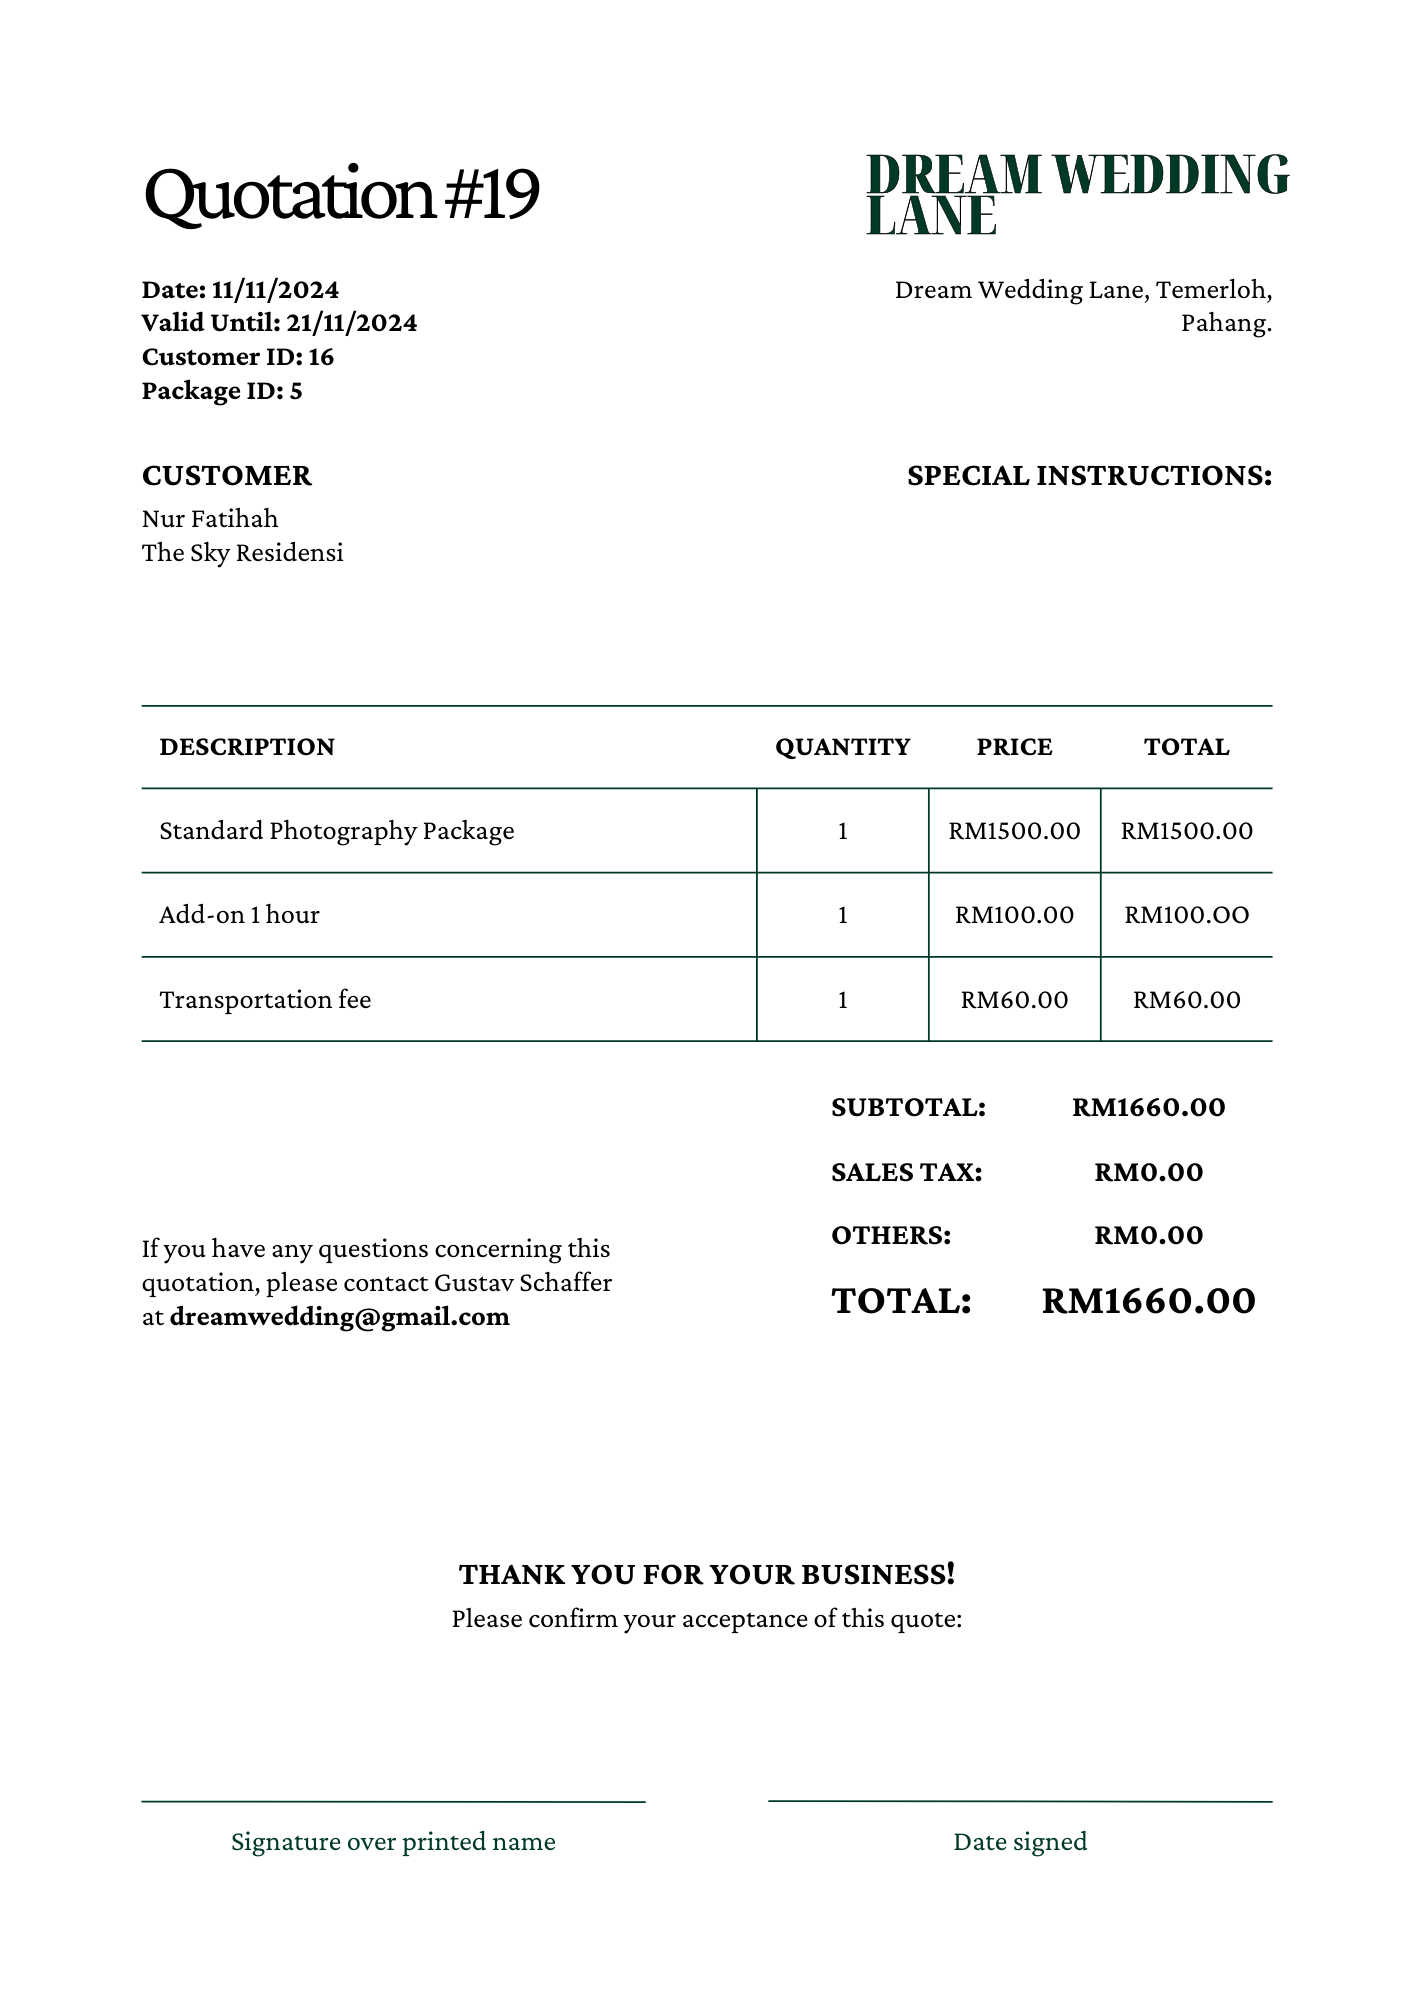 Quotation #19
DREAM WEDDING
LANE
Date: 11/11/2024
Valid Until: 21/11/2024
Customer ID: 16
Package ID: 5
Dream Wedding Lane, Temerloh,
Pahang.
CUSTOMER
Nur Fatihah
The Sky Residensi
SPECIAL INSTRUCTIONS:
DESCRIPTION QUANTITY PRICE TOTAL
Standard Photography Package 1 RM1500.00 RM1500.00
Add-on 1 hour 1 RM100.00 RM100.OO
Transportation fee 1 RM60.00 RM60.00
SUBTOTAL: RM1660.00
SALES TAX: RM0.00
OTHERS: RM0.00
TOTAL: RM1660.00
If you have any questions concerning this
quotation, please contact Gustav Schaffer
at dreamwedding@gmail.com
THANK YOU FOR YOUR BUSINESS!
Please confirm your acceptance of this quote:
Signature over printed name
Date signed